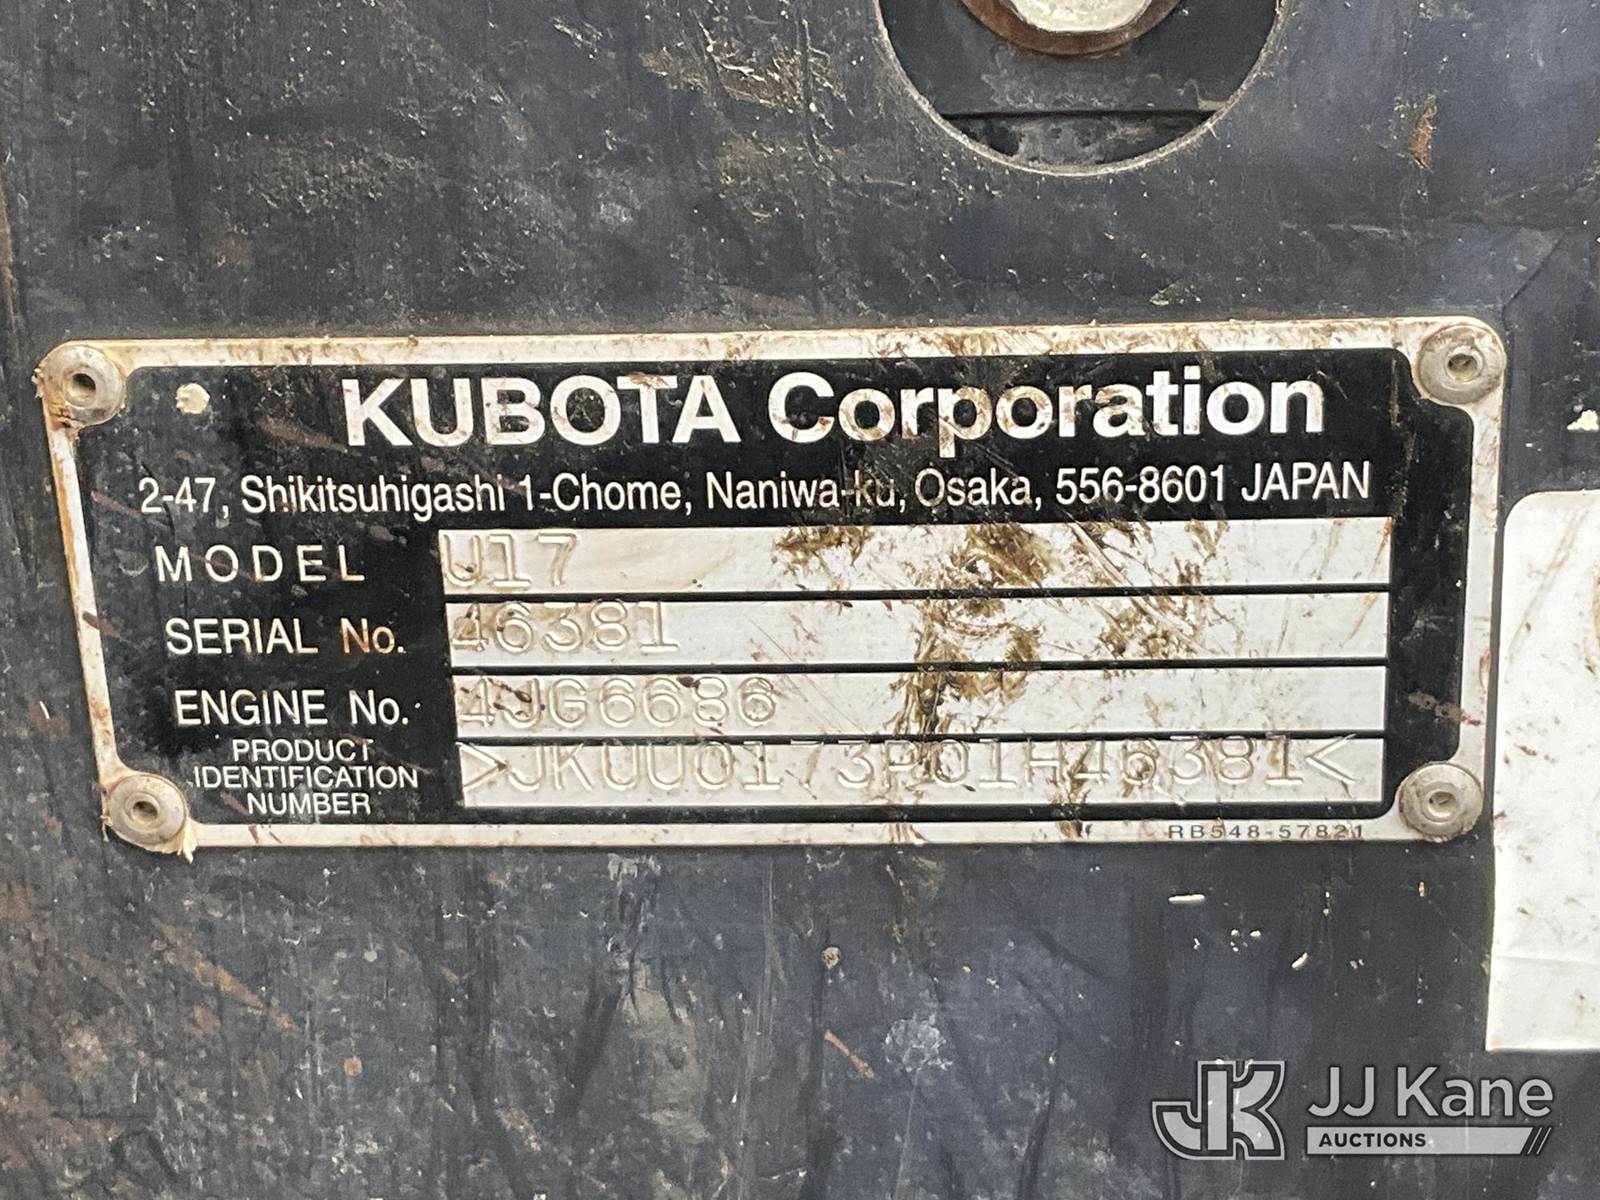 KUBOTA Corporation
2-47, Shikitsuhigashi 1-Chome, Naniwa-ku, Osaka, 556-8601 JAPAN
MODEL U17
SERIAL No. 46381
ENGINE No. 4JG6686
PRODUCT
IDENTIFICATION
NUMBER
>JKUU0173P01H46381<
RB548-57821
JK JJ Kane
AUCTIONS